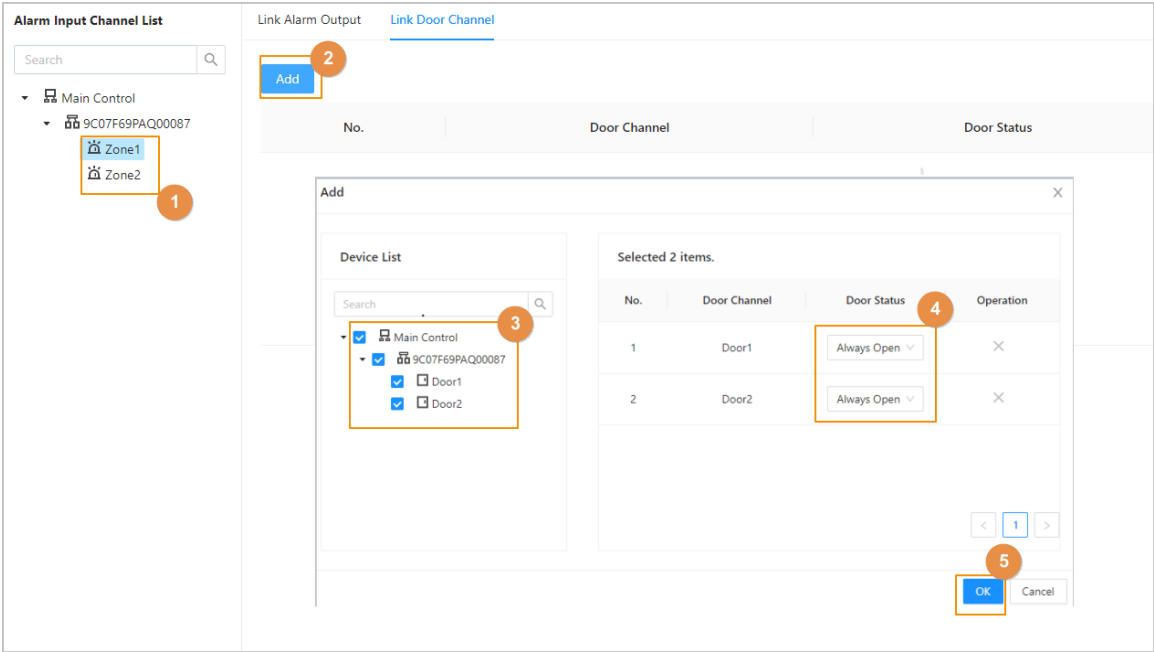 Alarm Input Channel List
Search
Main Control
9C07F69PAQ00087
Zone1
Zone2
1
Link Alarm Output Link Door Channel
2
Add
No. Door Channel Door Status
Add
Device List
Search
3
Main Control
9C07F69PAQ00087
Door1
Door2
Selected 2 items.
No. Door Channel Door Status Operation
4
1 Door1 Always Open
2 Door2 Always Open
< 1 >
5
OK Cancel